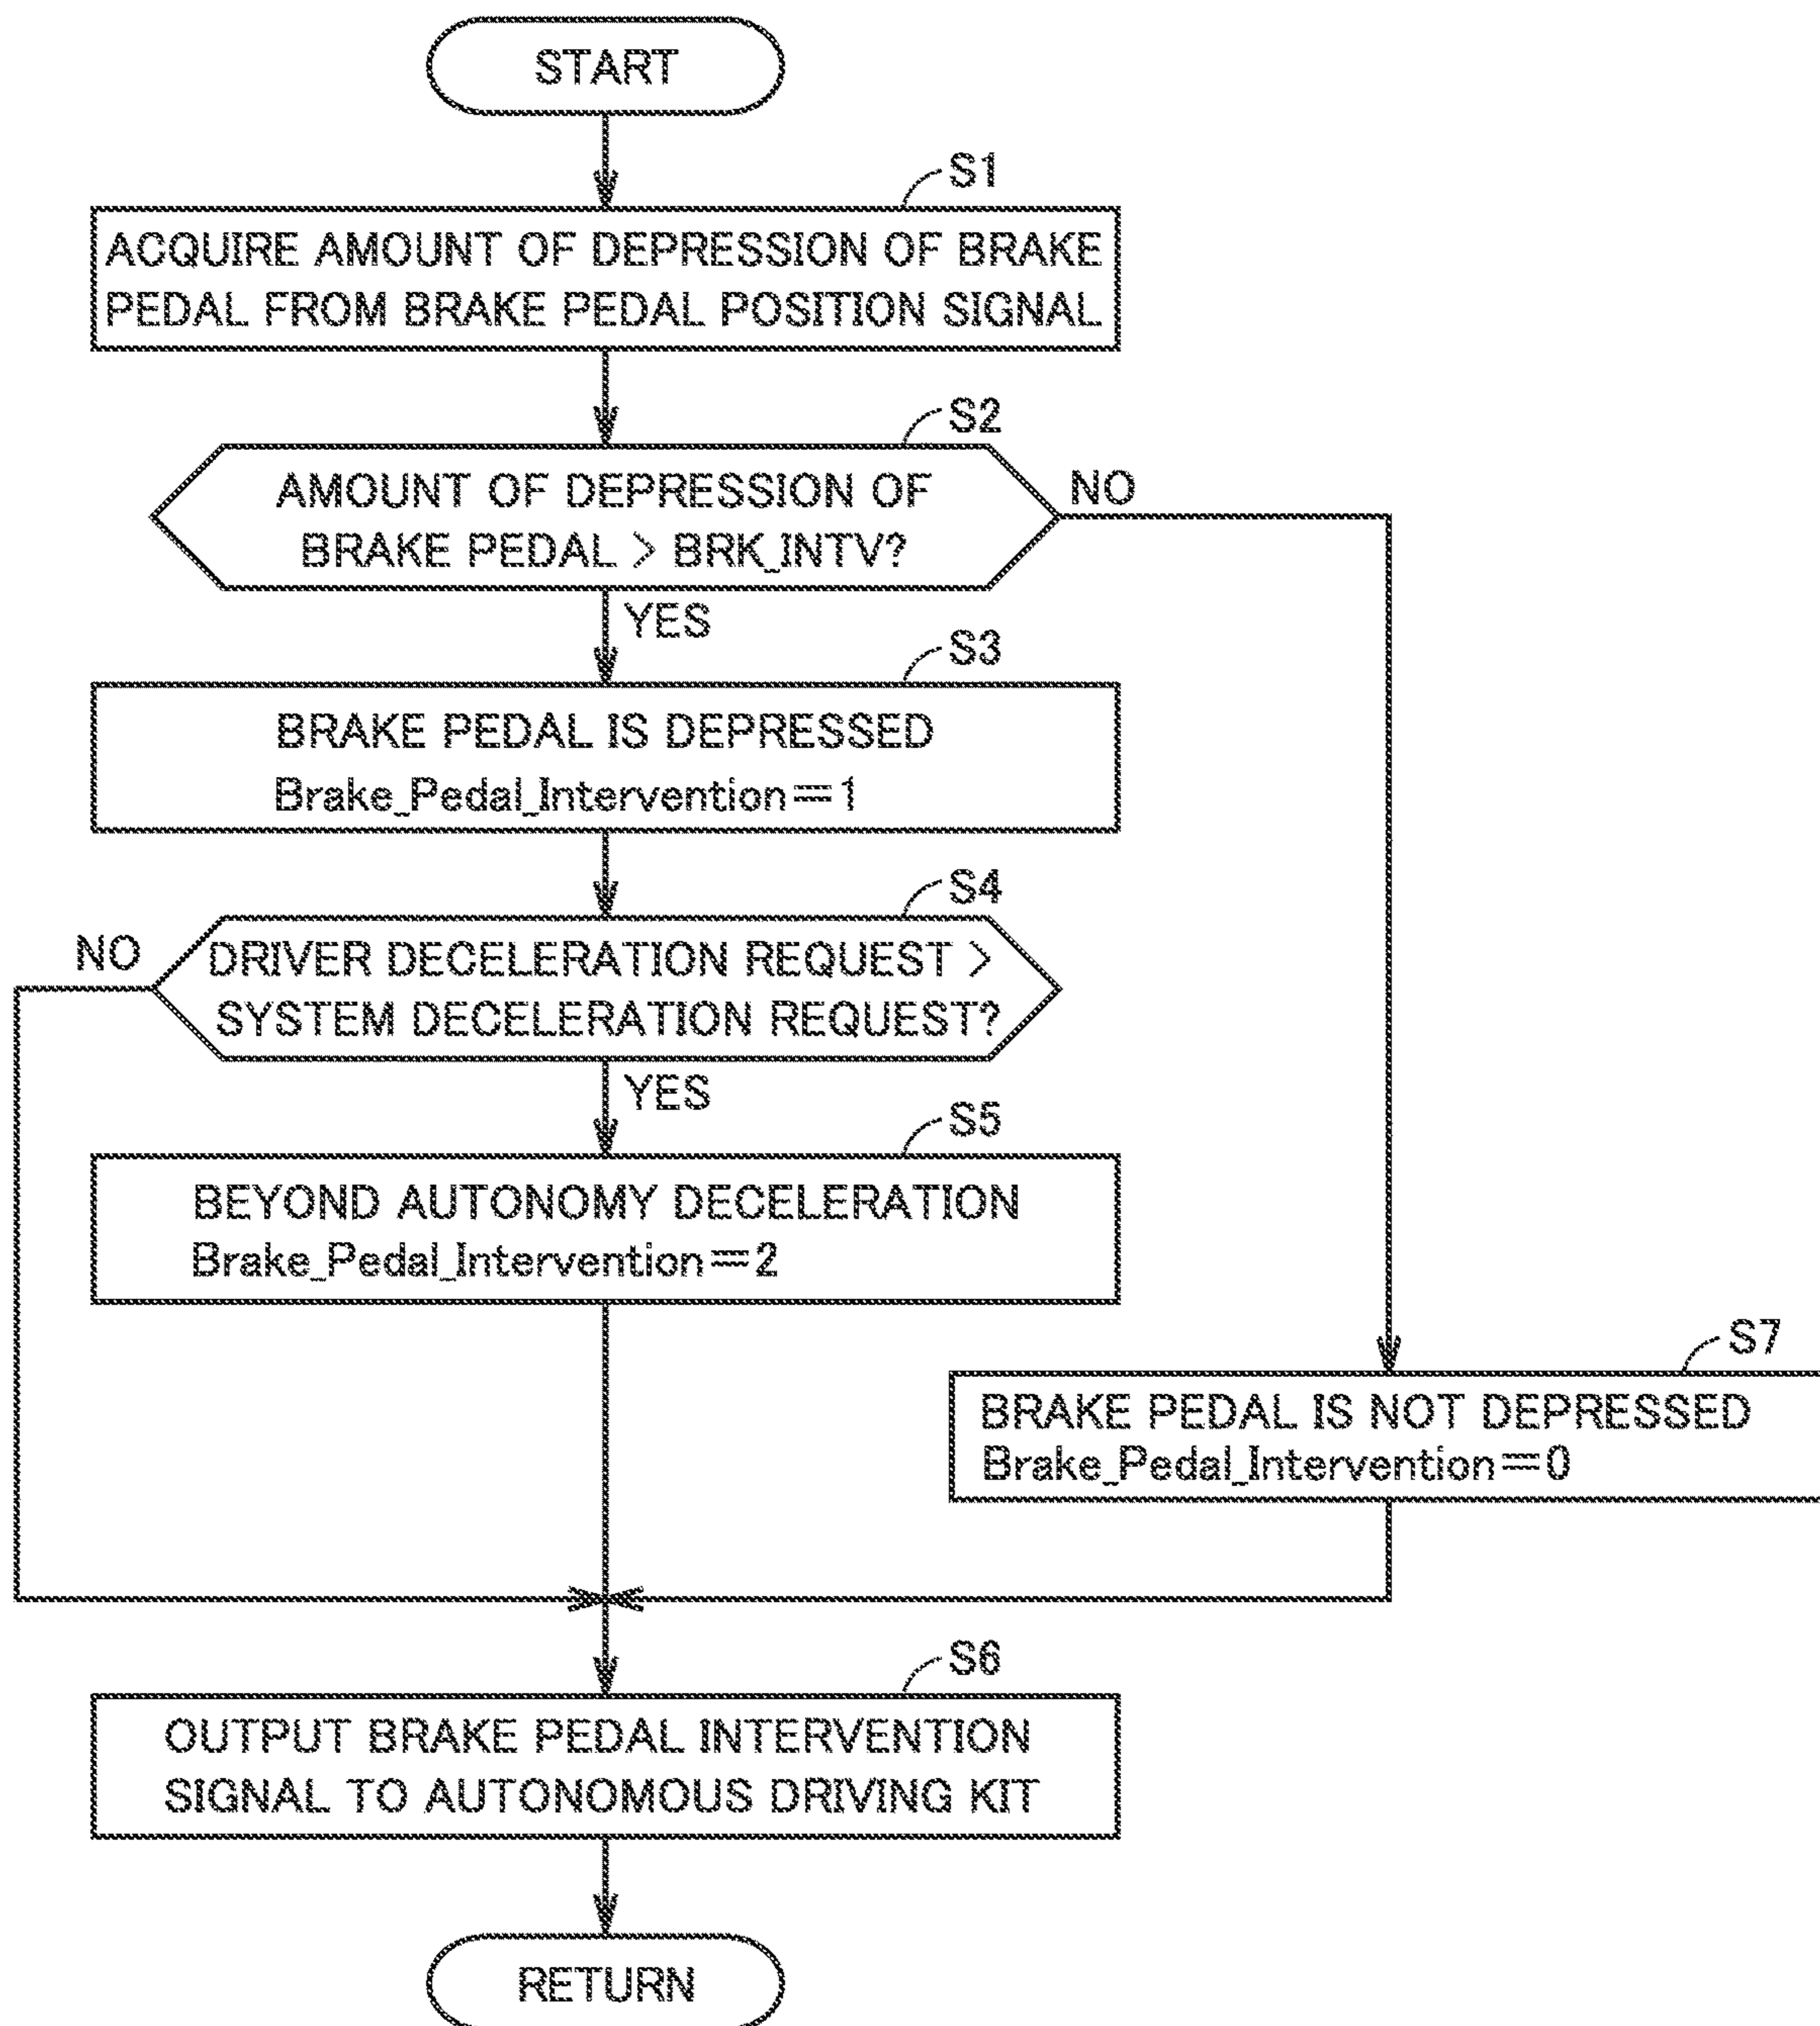 START
S1
ACQUIRE AMOUNT OF DEPRESSION OF BRAKE
PEDAL FROM BRAKE PEDAL POSITION SIGNAL
S2
AMOUNT OF DEPRESSION OF
BRAKE PEDAL > BRK_INTV?
NO
YES
S3
BRAKE PEDAL IS DEPRESSED
Brake_Pedal_Intervention==1
S4
NO
DRIVER DECELERATION REQUEST >
SYSTEM DECELERATION REQUEST?
YES
S5
BEYOND AUTONOMY DECELERATION
Brake_Pedal_Intervention==2
S7
BRAKE PEDAL IS NOT DEPRESSED
Brake_Pedal_Intervention==0
S6
OUTPUT BRAKE PEDAL INTERVENTION
SIGNAL TO AUTONOMOUS DRIVING KIT
RETURN